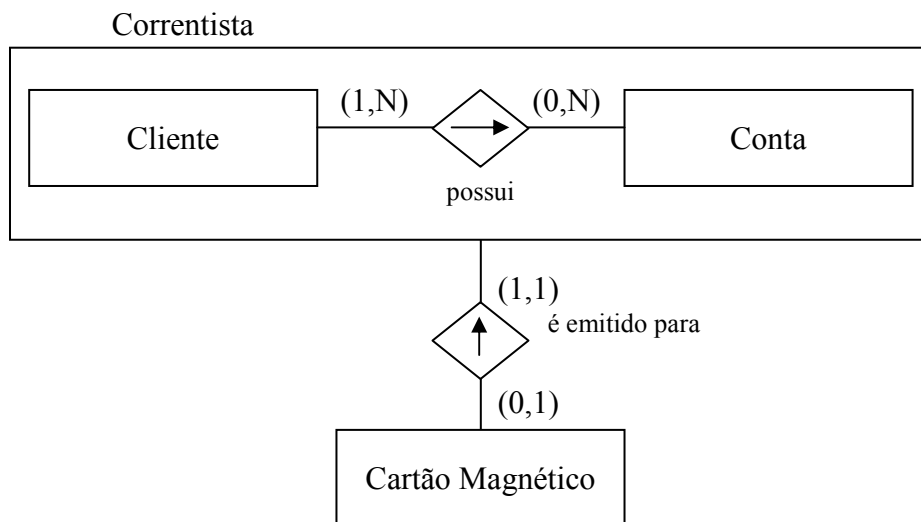 Correntista
(1,N)
(0,N)
Cliente
Conta
possui
(1,1)
é emitido para
(0,1)
Cartão Magnético